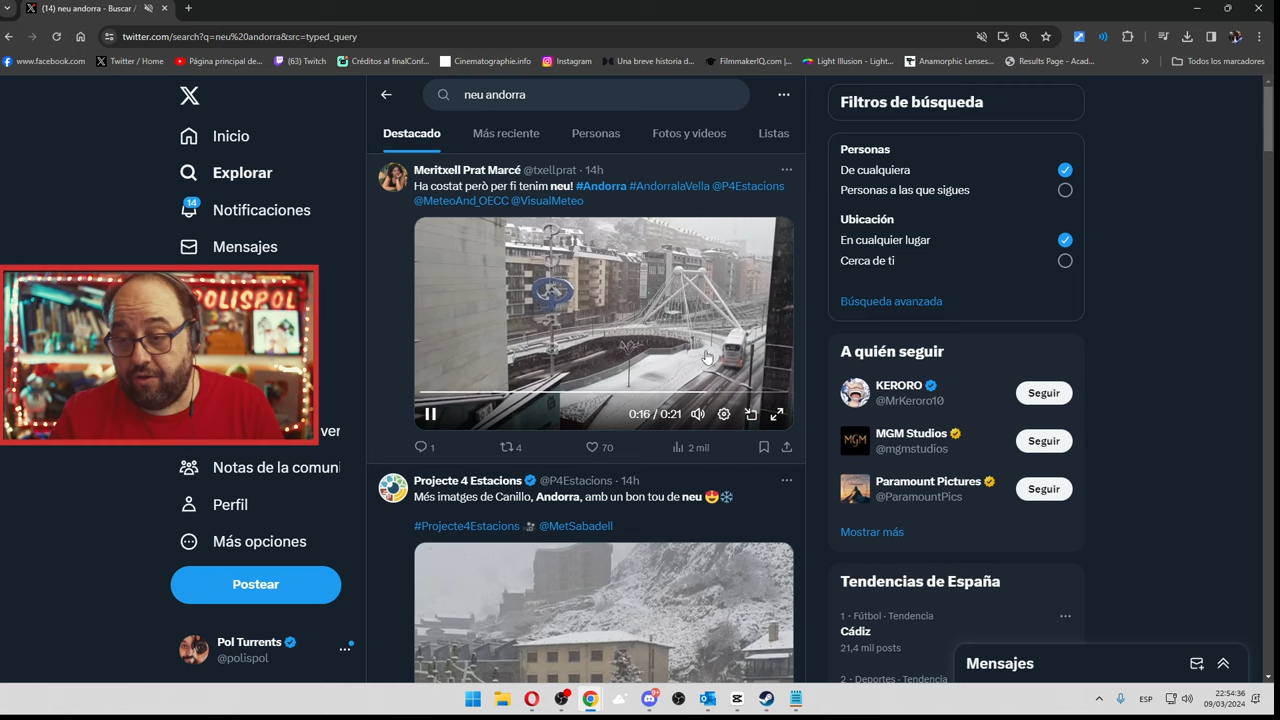 (14) neu andorra - Buscar /
twitter.com/search?q=neu%20andorra&src=typed_query
www.facebook.com
Twitter / Home
Página principal de...
(63) Twitch
Créditos al finalConf...
Cinematographie.info
Instagram
Una breve historia d...
FilmmakerIQ.com |...
Light Illusion - Light...
Anamorphic Lenses...
Results Page - Acad...
»
Todos los marcadores
neu andorra
Destacado
Más reciente
Personas
Fotos y videos
Listas
Inicio
Explorar
14
Notificaciones
Mensajes
POLISPOL
ver
Notas de la comuni
Perfil
Más opciones
Postear
Pol Turrents
@polispol
Meritxell Prat Marcé @txellprat · 14h
Ha costat però per fi tenim neu! #Andorra #AndorralaVella @P4Estacions
@MeteoAnd_OECC @VisualMeteo
0:16 / 0:21
1
4
70
2 mil
Projecte 4 Estacions @P4Estacions · 14h
Més imatges de Canillo, Andorra, amb un bon tou de neu 😍❄
#Projecte4Estacions 🎥 @MetSabadell
Filtros de búsqueda
Personas
De cualquiera
Personas a las que sigues
Ubicación
En cualquier lugar
Cerca de ti
Búsqueda avanzada
A quién seguir
KERORO
@MrKeroro10
Seguir
MGM
MGM Studios
@mgmstudios
Seguir
Paramount Pictures
@ParamountPics
Seguir
Mostrar más
Tendencias de España
1 · Fútbol · Tendencia
Cádiz
21,4 mil posts
2 · Deportes · Tendencia
Mensajes
9+
ESP
22:54:36
09/03/2024